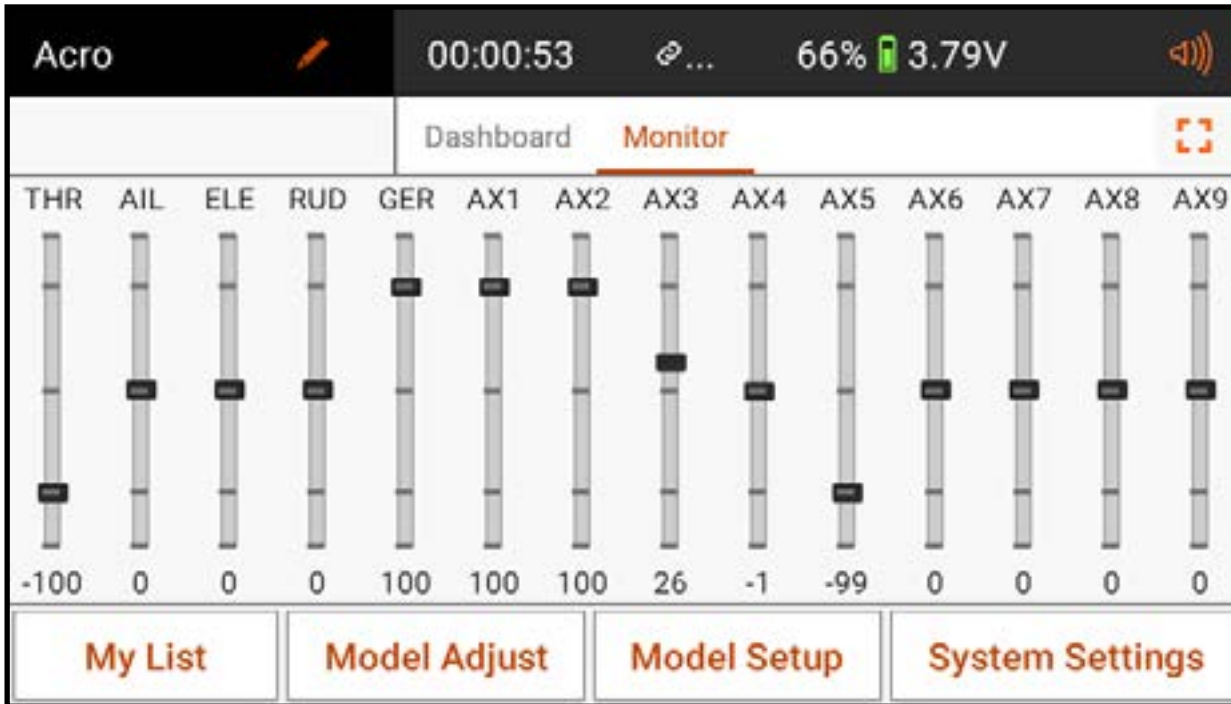 Acro 00:00:53 ... 66% 3.79V
Dashboard Monitor
THR AIL ELE RUD GER AX1 AX2 AX3 AX4 AX5 AX6 AX7 AX8 AX9
-100 0 0 0 100 100 100 26 -1 -99 0 0 0 0
My List Model Adjust Model Setup System Settings